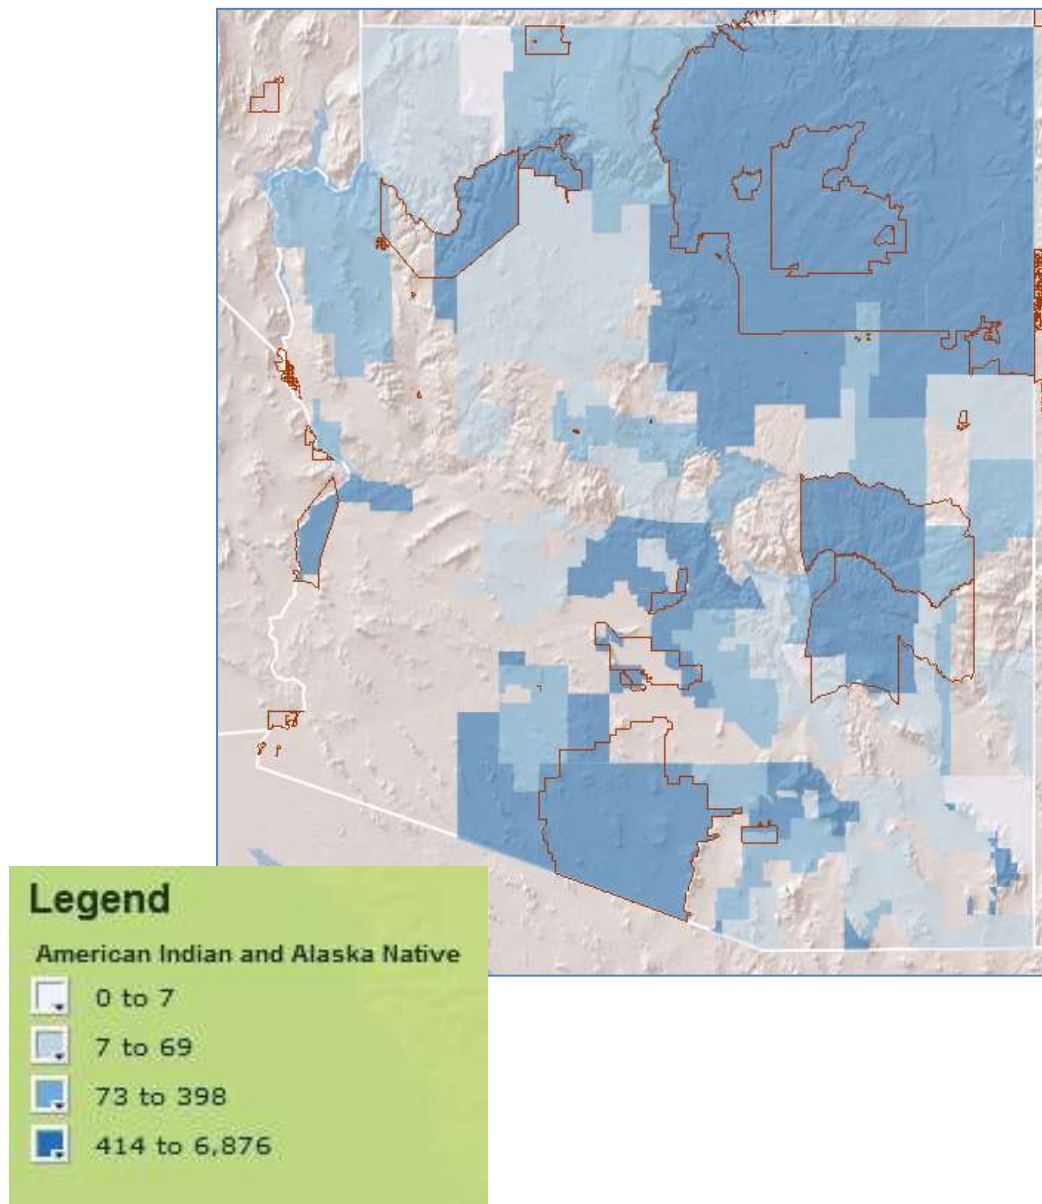 Legend
American Indian and Alaska Native
0 to 7
7 to 69
73 to 398
414 to 6,876